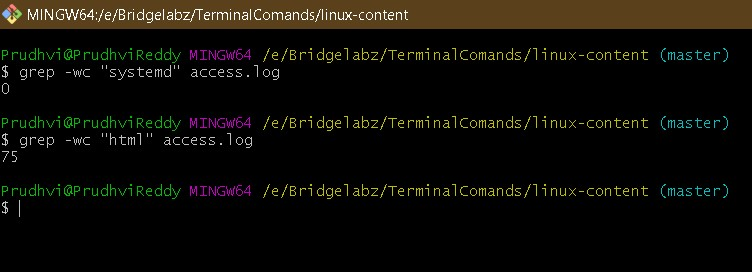 MINGW64:/e/Bridgelabz/TerminalComands/linux-content
Prudhvi@PrudhviReddy MINGW64 /e/Bridgelabz/TerminalComands/linux-content (master)
$ grep -wc "systemd" access.log
0
Prudhvi@PrudhviReddy MINGW64 /e/Bridgelabz/TerminalComands/linux-content (master)
$ grep -wc "html" access.log
75
Prudhvi@PrudhviReddy MINGW64 /e/Bridgelabz/TerminalComands/linux-content (master)
$